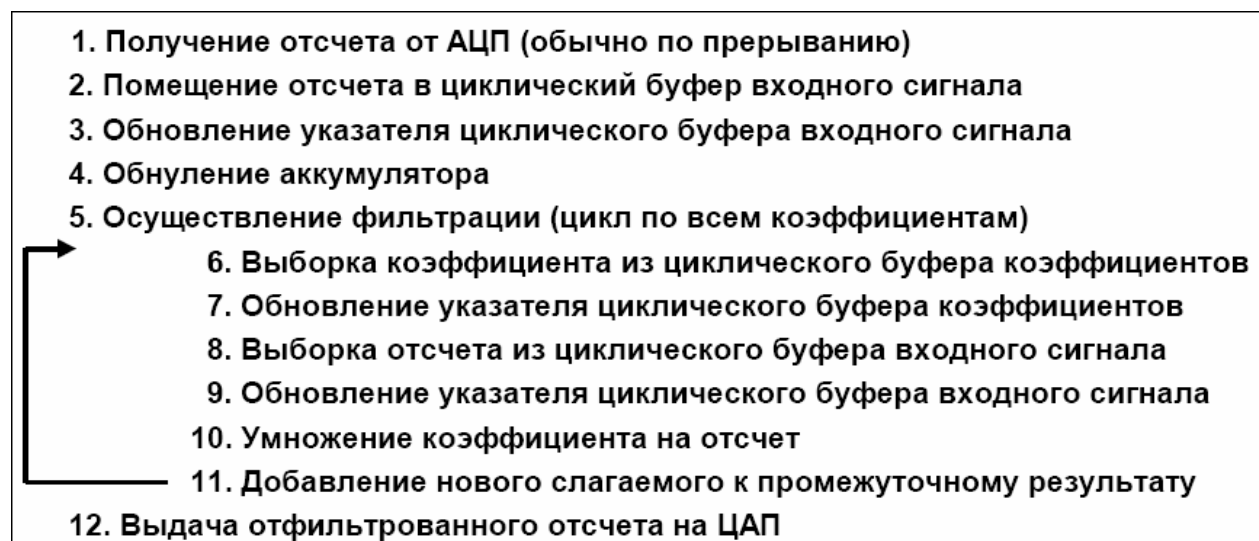 1. Получение отсчета от АЦП (обычно по прерыванию)
2. Помещение отсчета в циклический буфер входного сигнала
3. Обновление указателя циклического буфера входного сигнала
4. Обнуление аккумулятора
5. Осуществление фильтрации (цикл по всем коэффициентам)
6. Выборка коэффициента из циклического буфера коэффициентов
7. Обновление указателя циклического буфера коэффициентов
8. Выборка отсчета из циклического буфера входного сигнала
9. Обновление указателя циклического буфера входного сигнала
10. Умножение коэффициента на отсчет
11. Добавление нового слагаемого к промежуточному результату
12. Выдача отфильтрованного отсчета на ЦАП